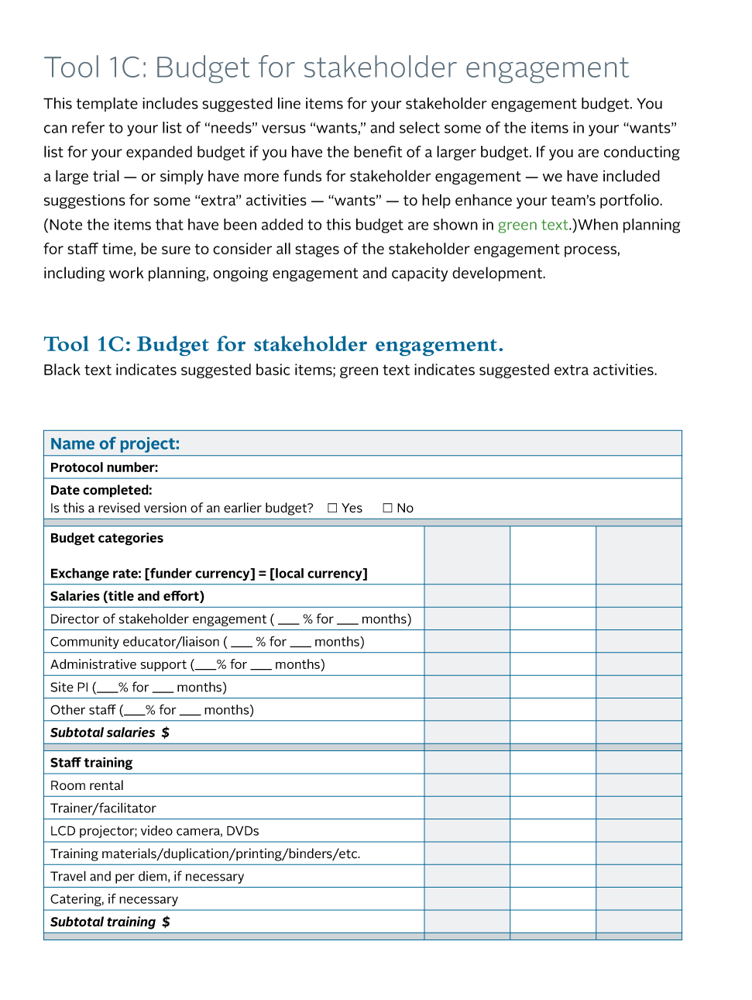 Tool 1C: Budget for stakeholder engagement
This template includes suggested line items for your stakeholder engagement budget. You
can refer to your list of “needs” versus “wants,” and select some of the items in your “wants”
list for your expanded budget if you have the benefit of a larger budget. If you are conducting
a large trial — or simply have more funds for stakeholder engagement — we have included
suggestions for some “extra” activities — “wants” — to help enhance your team’s portfolio.
(Note the items that have been added to this budget are shown in green text.)When planning
for staff time, be sure to consider all stages of the stakeholder engagement process,
including work planning, ongoing engagement and capacity development.
Tool 1C: Budget for stakeholder engagement.
Black text indicates suggested basic items; green text indicates suggested extra activities.
Name of project:
Protocol number:
Date completed:
Is this a revised version of an earlier budget? ☐ Yes ☐ No
Budget categories
Exchange rate: [funder currency] = [local currency]
Salaries (title and effort)
Director of stakeholder engagement ( ___ % for ___ months)
Community educator/liaison ( ___ % for ___ months)
Administrative support (___% for ___ months)
Site PI (___% for ___ months)
Other staff (___% for ___ months)
Subtotal salaries $
Staff training
Room rental
Trainer/facilitator
LCD projector; video camera, DVDs
Training materials/duplication/printing/binders/etc.
Travel and per diem, if necessary
Catering, if necessary
Subtotal training $